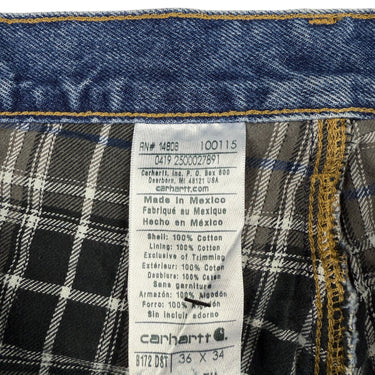 RN# 14806 100115
0419 2500027891
Carhartt, Inc. P. O. Box 600
Dearborn, MI 48121 USA
carhartt.com
Made in Mexico
Fabriqué au Mexique
Hecho en México
Shell: 100% Cotton
Lining: 100% Cotton
Exclusive of Trimming
Extérieur: 100% Coton
Doublure: 100% Coton
Sans garniture
Armazón: 100% Algodón
Forro: 100% Algodón
Sin incluir adorno
carhartt
B172 DST 36 X 34